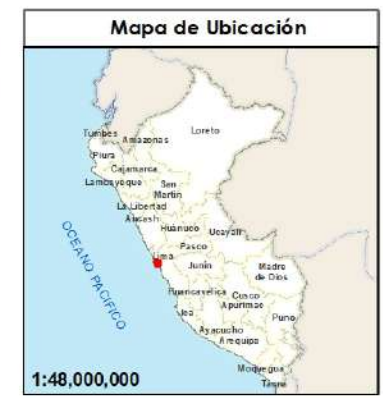 Mapa de Ubicación
Loreto
Tumbes
Amazonas
Piura
Cajamarca
Lambayeque
San
Martin
La Libertad
Ancash
Huánuco
Ucayali
Pasco
Lima
Junin
Madre
de Dios
Huancavelica
Cusco
Apurimac
Ica
Puno
Ayacucho
Arequipa
Moquegua
Tacna
OCEANO PACIFICO
1:48,000,000